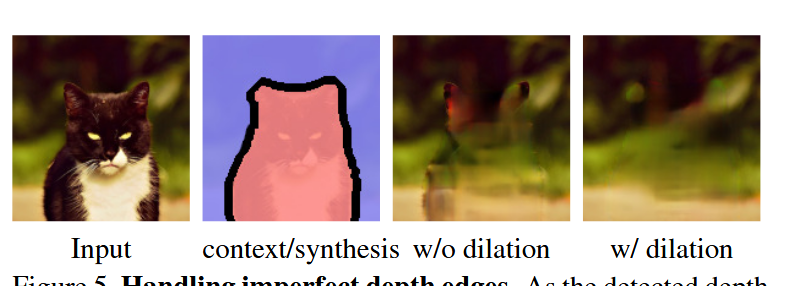 Input context/synthesis w/o dilation w/ dilation
Figure 5. Handling imperfect depth edges. As the detected depth